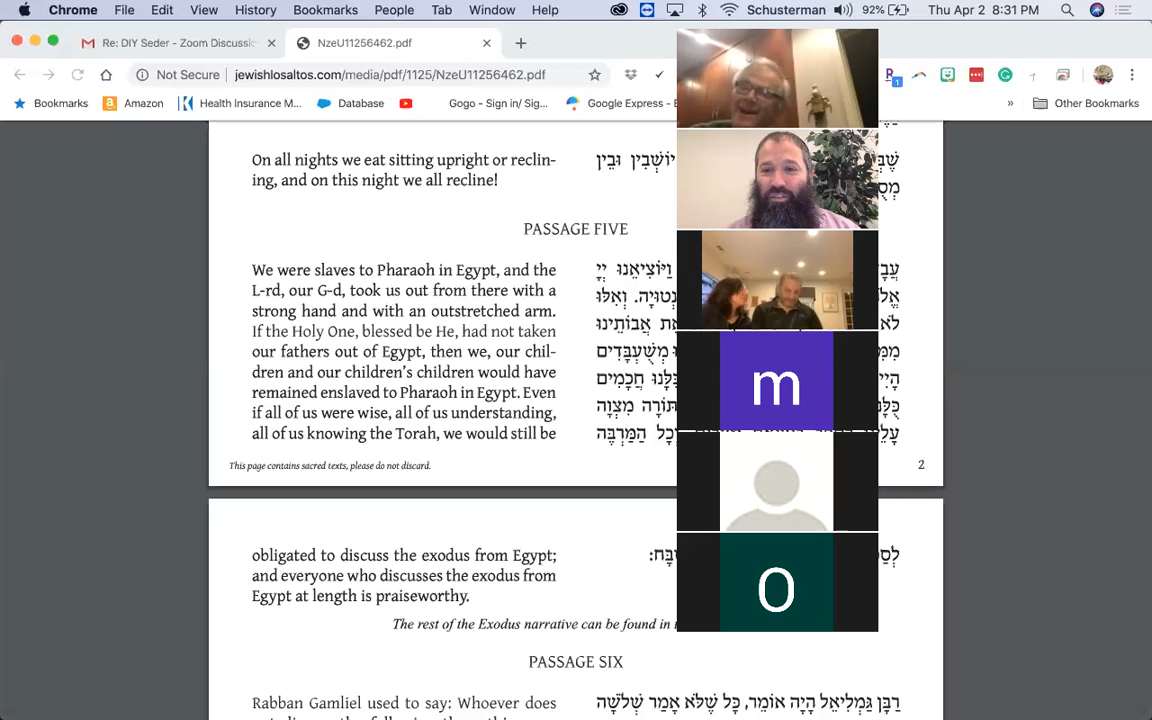 Chrome File Edit View History Bookmarks People Tab Window Help Schusterman 92% Thu Apr 2 8:31 PM
Re: DIY Seder - Zoom Discussi NzeU11256462.pdf
Not Secure jewishlosaltos.com/media/pdf/1125/NzeU11256462.pdf
Bookmarks Amazon Health Insurance M... Database Gogo - Sign in/ Sig... Google Express - Other Bookmarks
On all nights we eat sitting upright or reclin-
ing, and on this night we all recline!
יוֹשְׁבִין וּבֵין
PASSAGE FIVE
We were slaves to Pharaoh in Egypt, and the
L-rd, our G-d, took us out from there with a
strong hand and with an outstretched arm.
If the Holy One, blessed be He, had not taken
our fathers out of Egypt, then we, our chil-
dren and our children's children would have
remained enslaved to Pharaoh in Egypt. Even
if all of us were wise, all of us understanding,
all of us knowing the Torah, we would still be
וַיּוֹצִיאֵנוּ יְיָ
נְטוּיָה. וְאִלּוּ
אֲבוֹתֵינוּ
מְשֻׁעְבָּדִים
חֲכָמִים
מִצְוָה
וְכָל הַמַּרְבֶּה
This page contains sacred texts, please do not discard. 2
obligated to discuss the exodus from Egypt;
and everyone who discusses the exodus from
Egypt at length is praiseworthy.
The rest of the Exodus narrative can be found in
PASSAGE SIX
Rabban Gamliel used to say: Whoever does
רַבָּן גַּמְלִיאֵל הָיָה אוֹמֵר, כָּל שֶׁלֹּא אָמַר שְׁלֹשָׁה
m
O